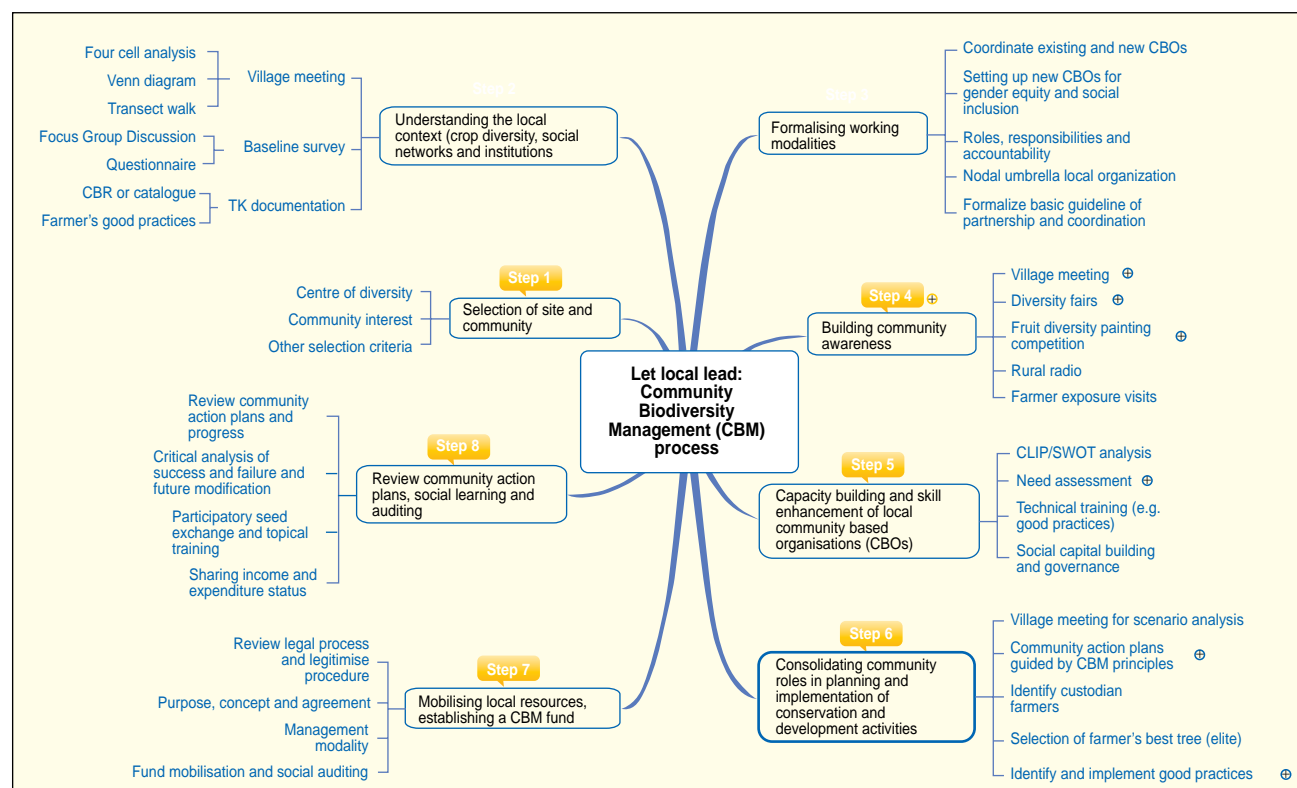 Let local lead:
Community
Biodiversity
Management (CBM)
process
Step 1
Selection of site and
community
Centre of diversity
Community interest
Other selection criteria
Step 2
Understanding the local
context (crop diversity, social
networks and institutions
Village meeting
Four cell analysis
Venn diagram
Transect walk
Baseline survey
Focus Group Discussion
Questionnaire
TK documentation
CBR or catalogue
Farmer’s good practices
Formalising working
modalities
Coordinate existing and new CBOs
Setting up new CBOs for
gender equity and social
inclusion
Roles, responsibilities and
accountability
Nodal umbrella local organization
Formalize basic guideline of
partnership and coordination
Step 4
Building community
awareness
Village meeting
Diversity fairs
Fruit diversity painting
competition
Rural radio
Farmer exposure visits
Step 5
Capacity building and skill
enhancement of local
community based
organisations (CBOs)
CLIP/SWOT analysis
Need assessment
Technical training (e.g.
good practices)
Social capital building
and governance
Step 6
Consolidating community
roles in planning and
implementation of
conservation and
development activities
Village meeting for scenario analysis
Community action plans
guided by CBM principles
Identify custodian
farmers
Selection of farmer’s best tree (elite)
Identify and implement good practices
Step 7
Mobilising local resources,
establishing a CBM fund
Review legal process
and legitimise
procedure
Purpose, concept and agreement
Management
modality
Fund mobilisation and social auditing
Step 8
Review community action
plans, social learning and
auditing
Review community
action plans and
progress
Critical analysis of
success and failure and
future modification
Participatory seed
exchange and topical
training
Sharing income and
expenditure status